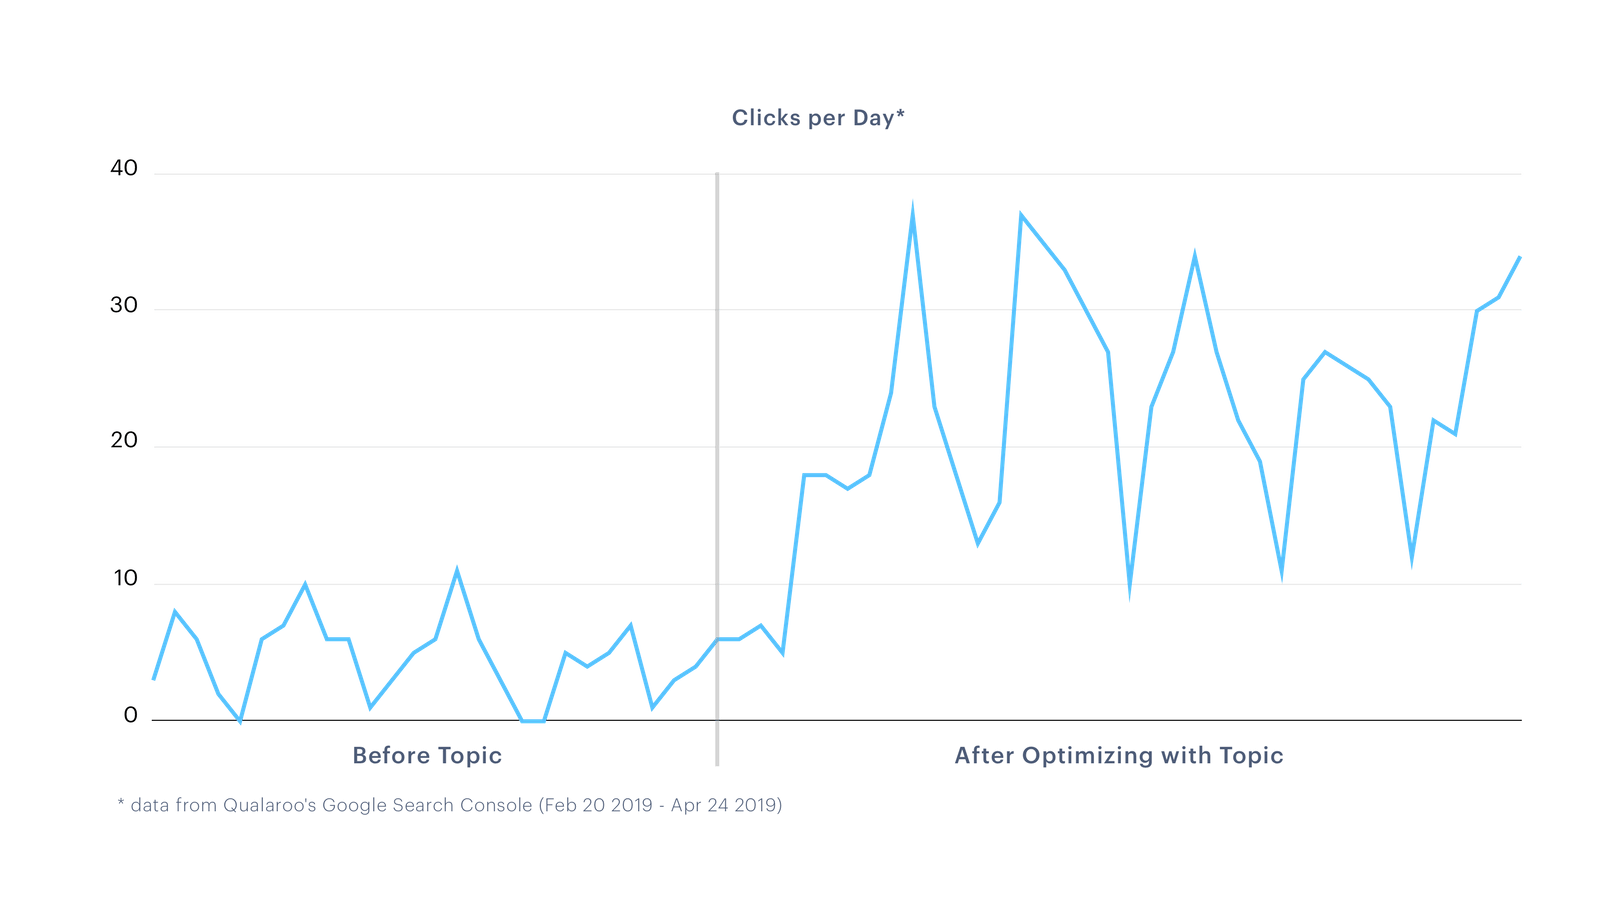 Clicks per Day*
40
30
20
10
0
Before Topic
After Optimizing with Topic
* data from Qualaroo's Google Search Console (Feb 20 2019 - Apr 24 2019)